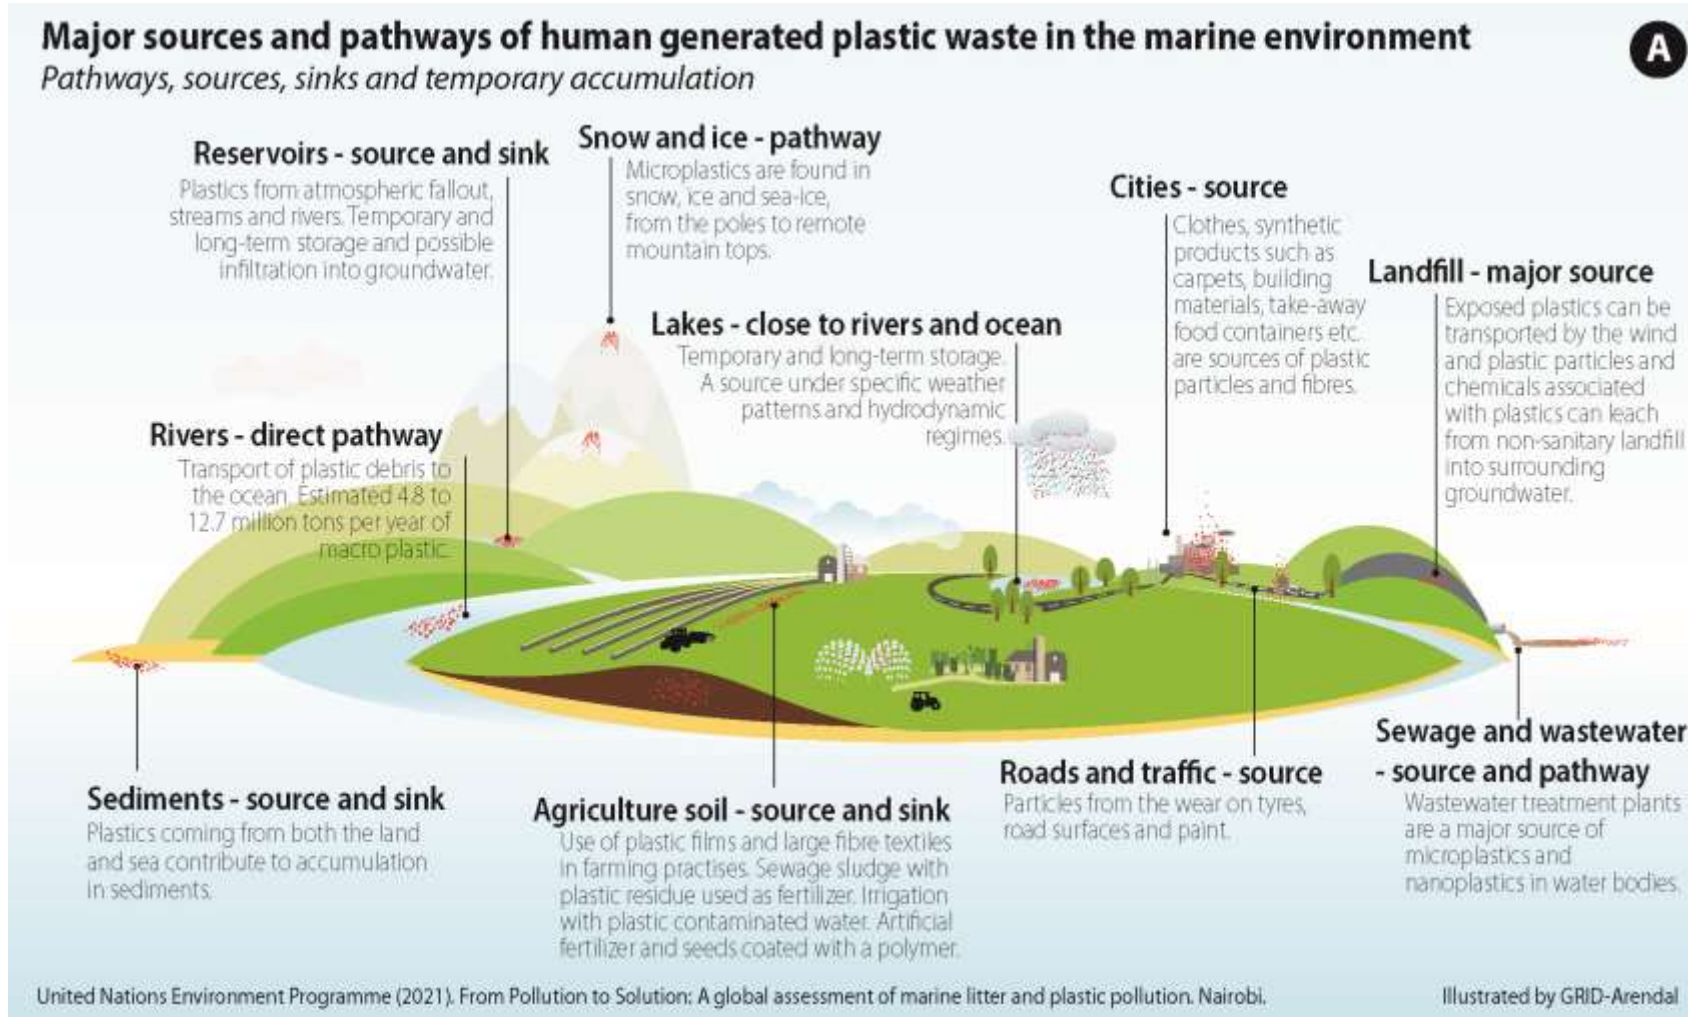 Major sources and pathways of human generated plastic waste in the marine environment
A
Pathways, sources, sinks and temporary accumulation
Reservoirs - source and sink
Plastics from atmospheric fallout,
streams and rivers. Temporary and
long-term storage and possible
infiltration into groundwater.
Snow and ice - pathway
Microplastics are found in
snow, ice and sea-ice,
from the poles to remote
mountain tops.
Cities - source
Clothes, synthetic
products such as
carpets, building
materials, take-away
food containers etc.
are sources of plastic
particles and fibres.
Landfill - major source
Exposed plastics can be
transported by the wind
and plastic particles and
chemicals associated
with plastics can leach
from non-sanitary landfill
into surrounding
groundwater.
Lakes - close to rivers and ocean
Temporary and long-term storage.
A source under specific weather
patterns and hydrodynamic
regimes.
Rivers - direct pathway
Transport of plastic debris to
the ocean. Estimated 4.8 to
12.7 million tons per year of
macro plastic.
Sediments - source and sink
Plastics coming from both the land
and sea contribute to accumulation
in sediments.
Agriculture soil - source and sink
Use of plastic films and large fibre textiles
in farming practises. Sewage sludge with
plastic residue used as fertilizer. Irrigation
with plastic contaminated water. Artificial
fertilizer and seeds coated with a polymer.
Roads and traffic - source
Particles from the wear on tyres,
road surfaces and paint.
Sewage and wastewater
- source and pathway
Wastewater treatment plants
are a major source of
microplastics and
nanoplastics in water bodies.
United Nations Environment Programme (2021). From Pollution to Solution: A global assessment of marine litter and plastic pollution. Nairobi.
Illustrated by GRID-Arendal